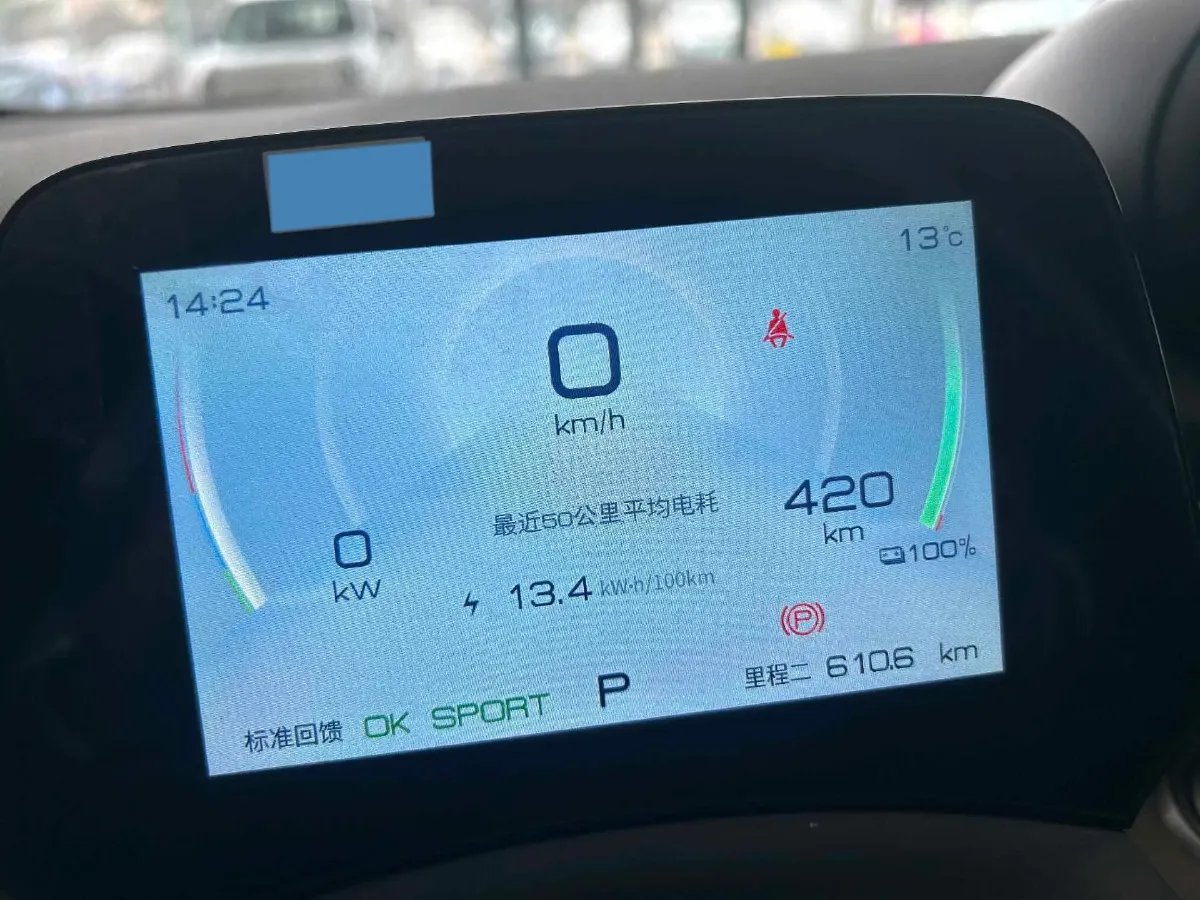 14:24
13℃
0
km/h
420
km
100%
0
kW
最近50公里平均电耗
13.4 kW·h/100km
P
里程二 610.6 km
标准回馈 OK SPORT P